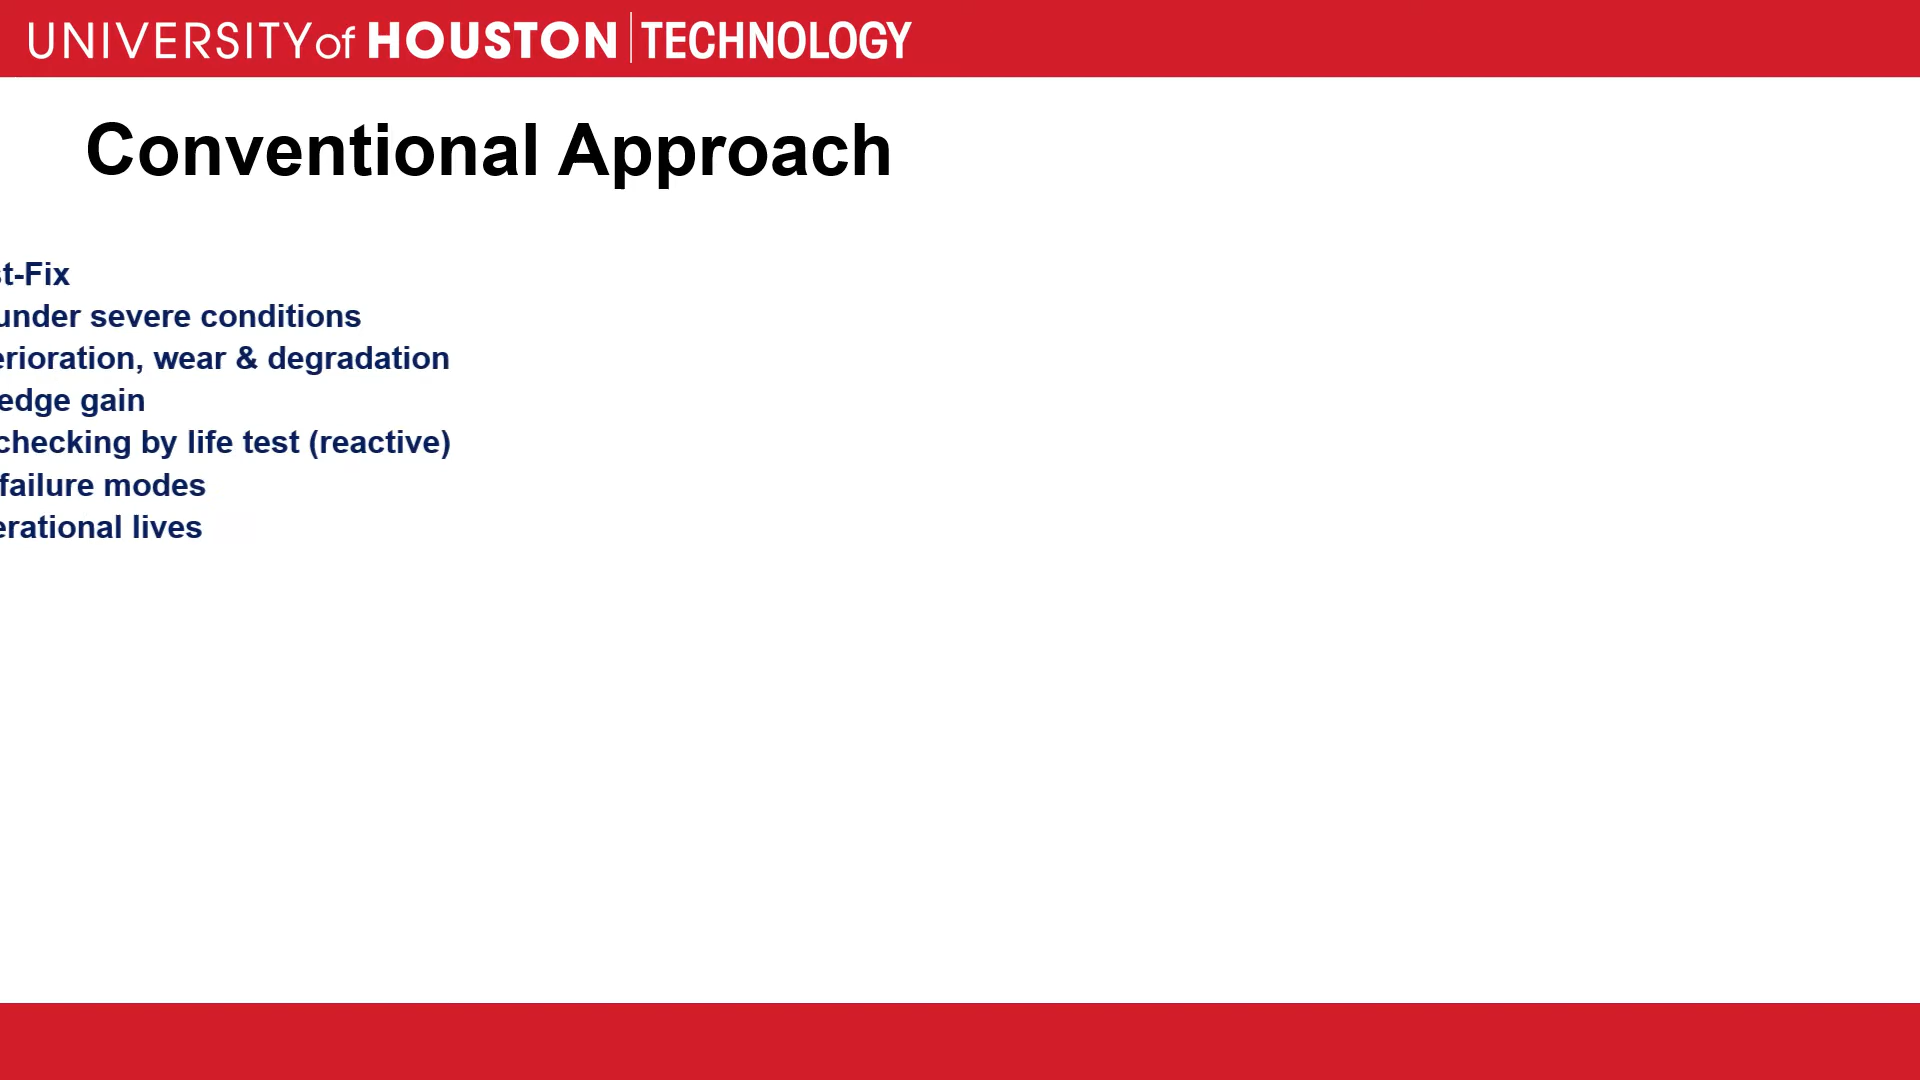 UNIVERSITY of HOUSTON TECHNOLOGY
Conventional Approach
t-Fix
under severe conditions
erioration, wear & degradation
edge gain
checking by life test (reactive)
failure modes
erational lives